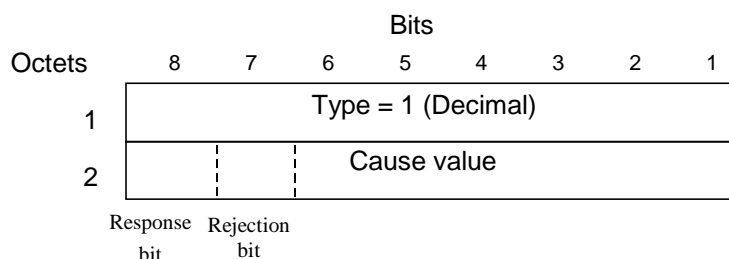 Bits
Octets 8 7 6 5 4 3 2 1
1 Type = 1 (Decimal)
2 Cause value
Response Rejection
bit bit